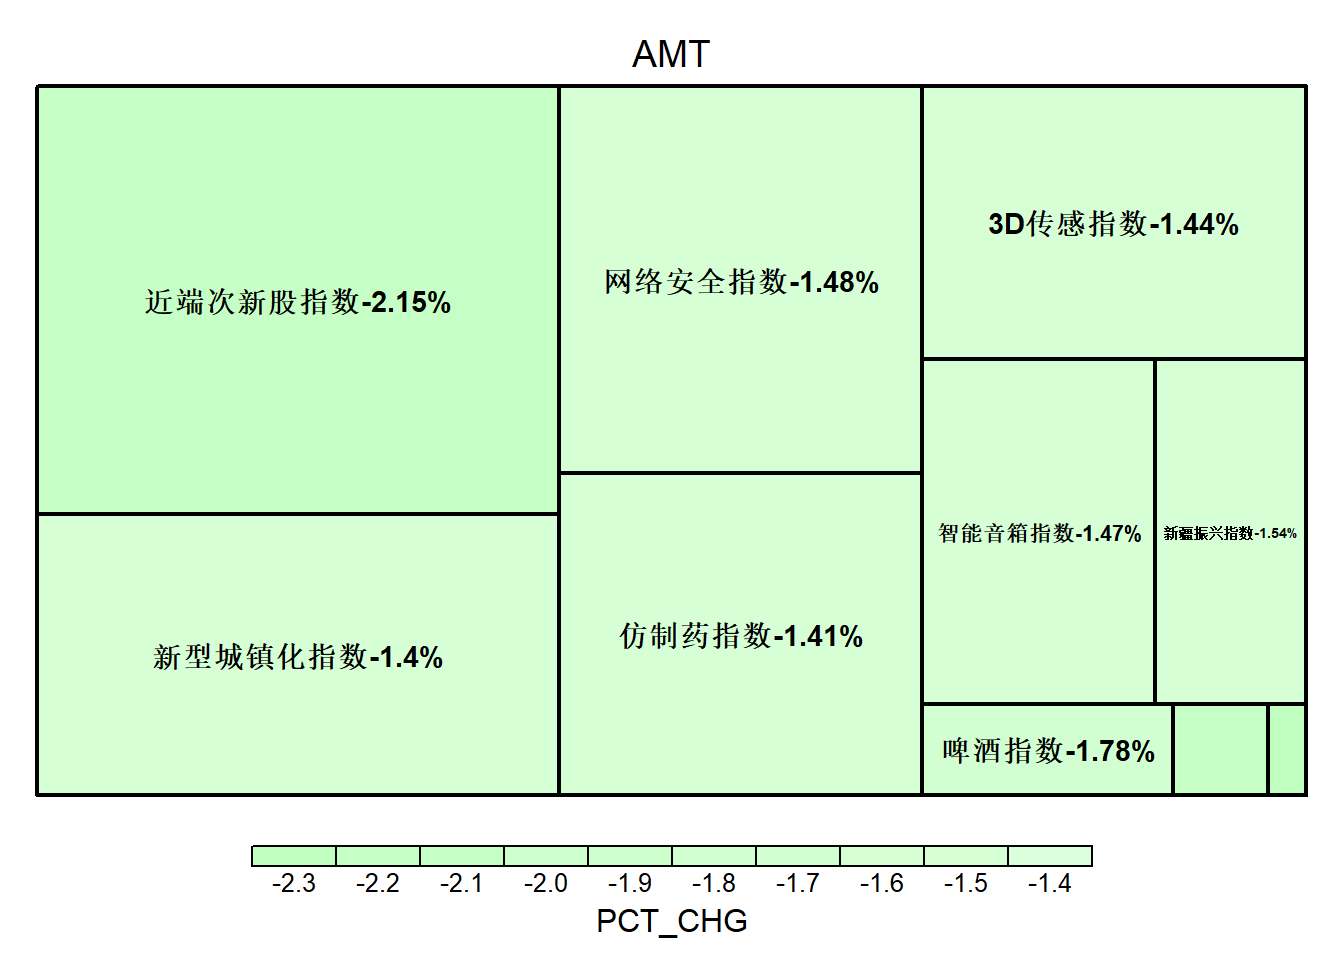 AMT
近端次新股指数-2.15%
新型城镇化指数-1.4%
网络安全指数-1.48%
仿制药指数-1.41%
3D传感指数-1.44%
智能音箱指数-1.47%
新疆振兴指数-1.54%
啤酒指数-1.78%
-2.3 -2.2 -2.1 -2.0 -1.9 -1.8 -1.7 -1.6 -1.5 -1.4
PCT_CHG